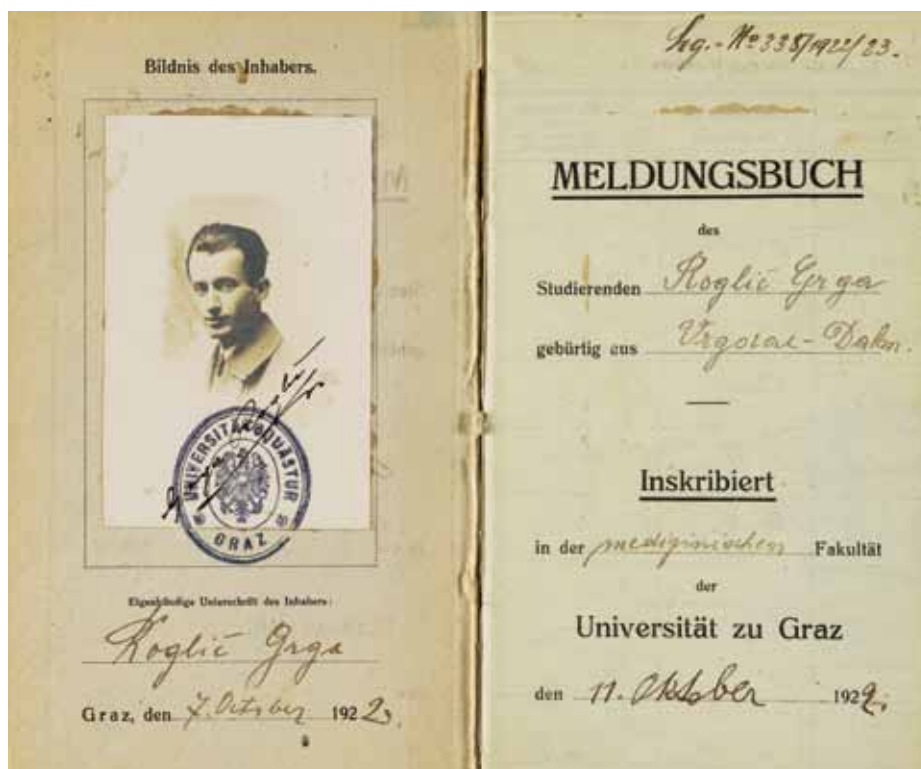 Bildnis des Inhabers.
UNIVERSITÄTSQUÄSTUR
GRAZ
Eigenhändige Unterschrift des Inhabers:
Roglić Grga
Graz, den 7. October 1922
No 338/1922/23.
MELDUNGSBUCH
des
Studierenden Roglić Grga
gebürtig aus Vrgorac - Dalm.
Inskribiert
in der medizinischen Fakultät
der
Universität zu Graz
den 11. Oktober 1922.